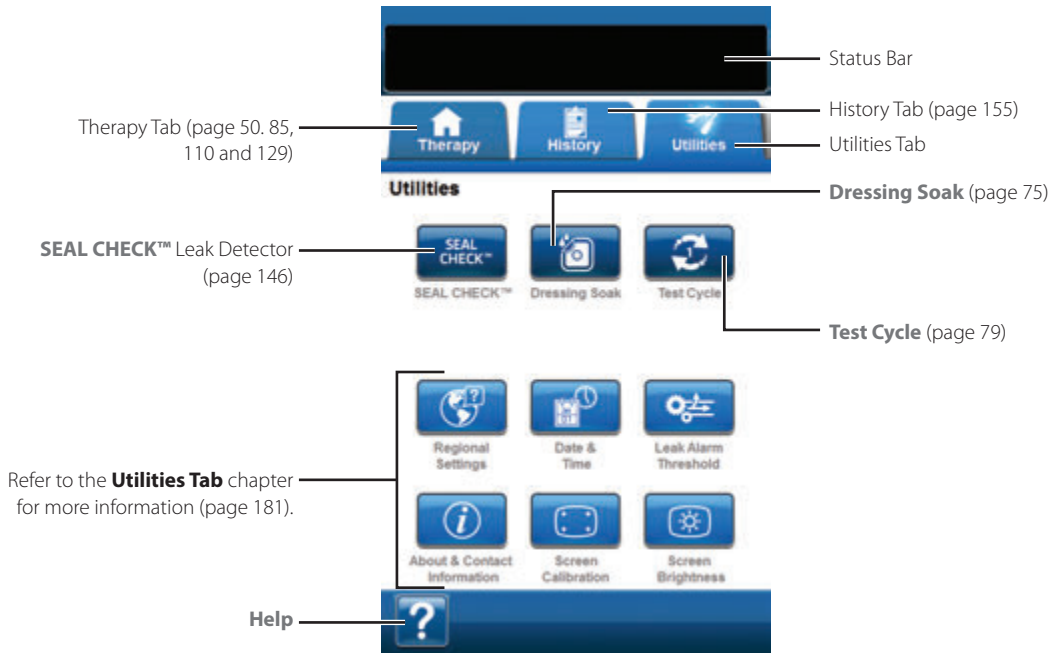 Status Bar
Therapy Tab (page 50. 85,
110 and 129)
Therapy
History
Utilities
History Tab (page 155)
Utilities Tab
Utilities
Dressing Soak (page 75)
SEAL CHECK™ Leak Detector
(page 146)
SEAL
CHECK™
1
SEAL CHECK™
Dressing Soak
Test Cycle
Test Cycle (page 79)
Refer to the Utilities Tab chapter
for more information (page 181).
?
Regional
Settings
Date &
Time
Leak Alarm
Threshold
i
About & Contact
Information
Screen
Calibration
Screen
Brightness
Help
?